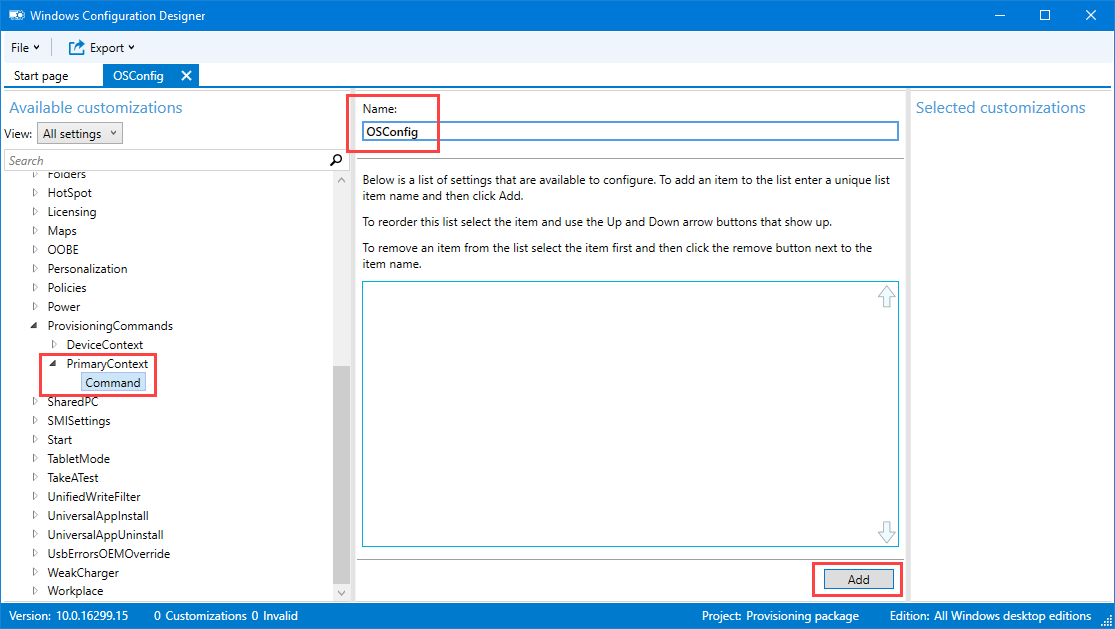 Windows Configuration Designer
File
Export
Start page
OSConfig
Available customizations
View:
All settings
Search
Folders
HotSpot
Licensing
Maps
OOBE
Personalization
Policies
Power
ProvisioningCommands
DeviceContext
PrimaryContext
Command
SharedPC
SMISettings
Start
TabletMode
TakeATest
UnifiedWriteFilter
UniversalAppInstall
UniversalAppUninstall
UsbErrorsOEMOverride
WeakCharger
Workplace
Name:
OSConfig
Below is a list of settings that are available to configure. To add an item to the list enter a unique list
item name and then click Add.
To reorder this list select the item and use the Up and Down arrow buttons that show up.
To remove an item from the list select the item first and then click the remove button next to the
item name.
Add
Selected customizations
Version: 10.0.16299.15
0 Customizations 0 Invalid
Project: Provisioning package
Edition: All Windows desktop editions